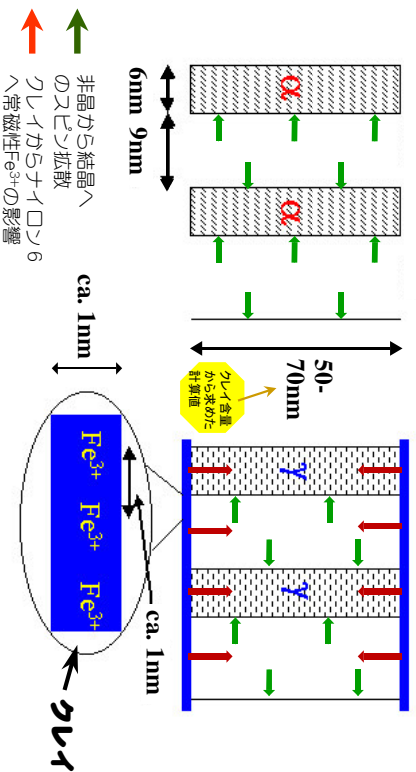 α
α
6nm
9nm
50-
70nm
クレイ含量
から求めた
計算値
γ
γ
非晶から結晶へ
のスピン拡散
クレイからナイロン6
へ常磁性Fe³⁺の影響
ca. 1nm
Fe³⁺
Fe³⁺
Fe³⁺
ca. 1nm
クレイ